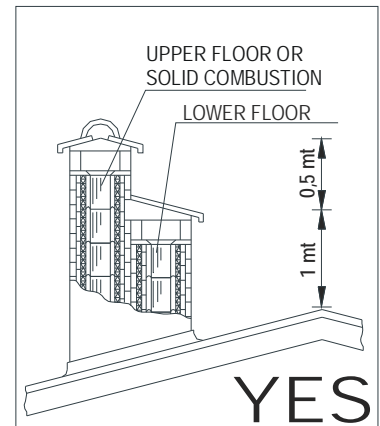 UPPER FLOOR OR
SOLID COMBUSTION
LOWER FLOOR
0,5 mt
1 mt
YES